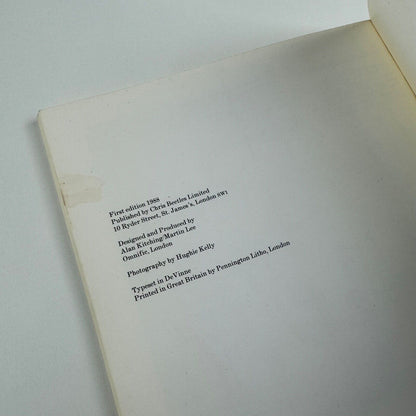 First edition 1988
Published by Chris Beetles Limited
10 Ryder Street, St. James's, London SW1
Designed and Produced by
Alan Kitching/Martin Lee
Omnific, London
Photography by Hughie Kelly
Typeset in DeVinne
Printed in Great Britain by Pennington Litho, London